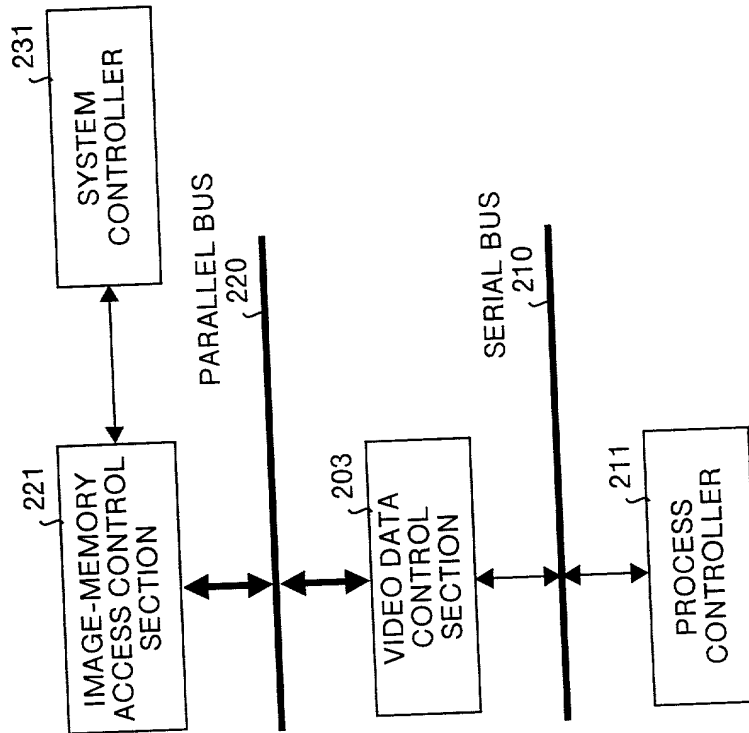 231
SYSTEM
CONTROLLER
221
IMAGE-MEMORY
ACCESS CONTROL
SECTION
PARALLEL BUS
220
203
VIDEO DATA
CONTROL
SECTION
SERIAL BUS
210
211
PROCESS
CONTROLLER